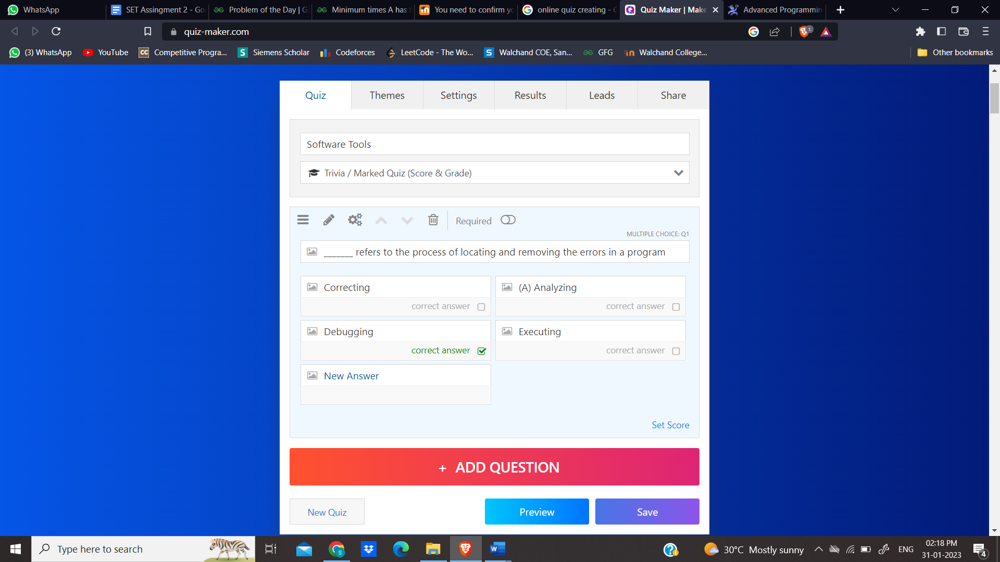 WhatsApp
SET Assingment 2 - Go
Problem of the Day | G
Minimum times A has t
You need to confirm yo
online quiz creating - G
Quiz Maker | Make
Advanced Programmin
quiz-maker.com
1
(3) WhatsApp
YouTube
CC Competitive Progra...
S Siemens Scholar
Codeforces
LeetCode - The Wo...
S Walchand COE, San...
GFG
Walchand College...
Other bookmarks
Quiz
Themes
Settings
Results
Leads
Share
Software Tools
Trivia / Marked Quiz (Score & Grade)
Required
MULTIPLE CHOICE: Q1
_______ refers to the process of locating and removing the errors in a program
Correcting
(A) Analyzing
correct answer
correct answer
Debugging
Executing
correct answer
correct answer
New Answer
Set Score
+ ADD QUESTION
New Quiz
Preview
Save
Type here to search
30°C Mostly sunny
ENG
02:18 PM
31-01-2023
4